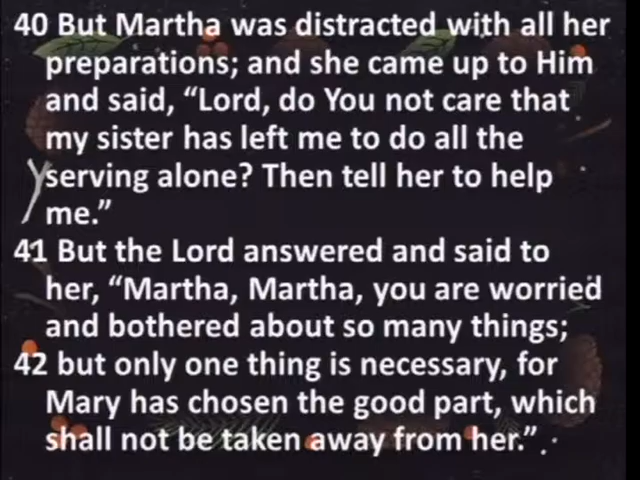 40 But Martha was distracted with all her
preparations; and she came up to Him
and said, “Lord, do You not care that
my sister has left me to do all the
serving alone? Then tell her to help
me.”
41 But the Lord answered and said to
her, “Martha, Martha, you are worried
and bothered about so many things;
42 but only one thing is necessary, for
Mary has chosen the good part, which
shall not be taken away from her.”